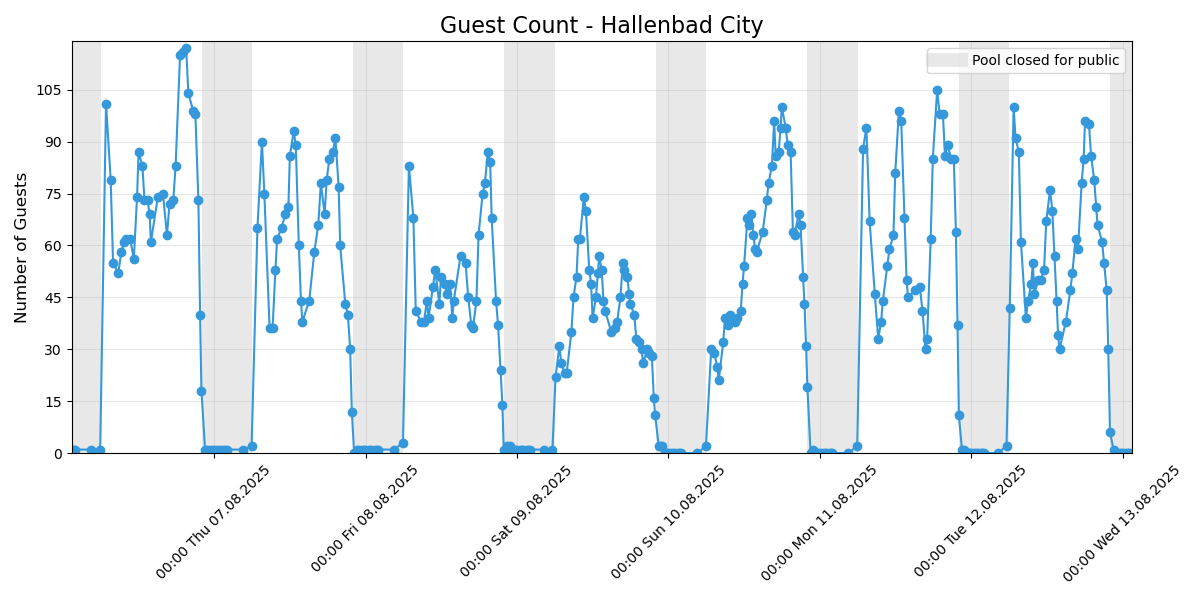 Guest Count - Hallenbad City
Pool closed for public
Number of Guests
105
90
75
60
45
30
15
0
00:00 Thu 07.08.2025
00:00 Fri 08.08.2025
00:00 Sat 09.08.2025
00:00 Sun 10.08.2025
00:00 Mon 11.08.2025
00:00 Tue 12.08.2025
00:00 Wed 13.08.2025